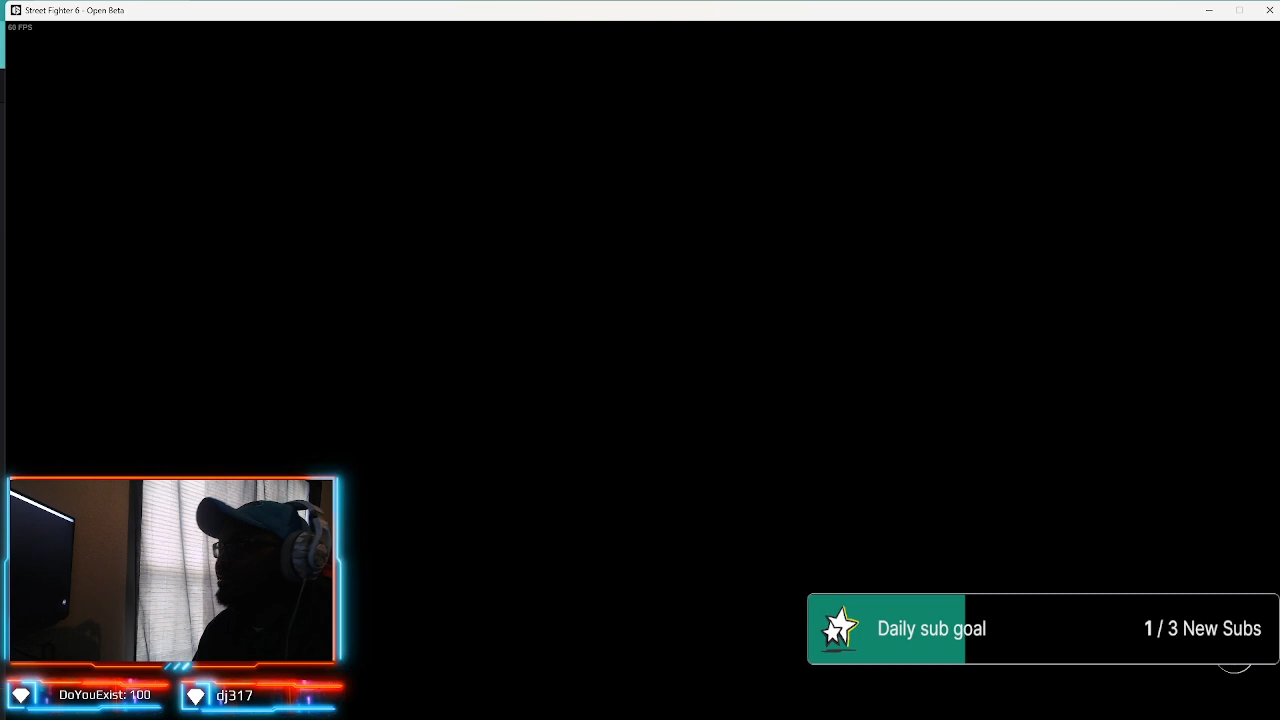 Street Fighter 6 - Open Beta
60 FPS
Daily sub goal
1 / 3 New Subs
DoYouExist: 100
dj317